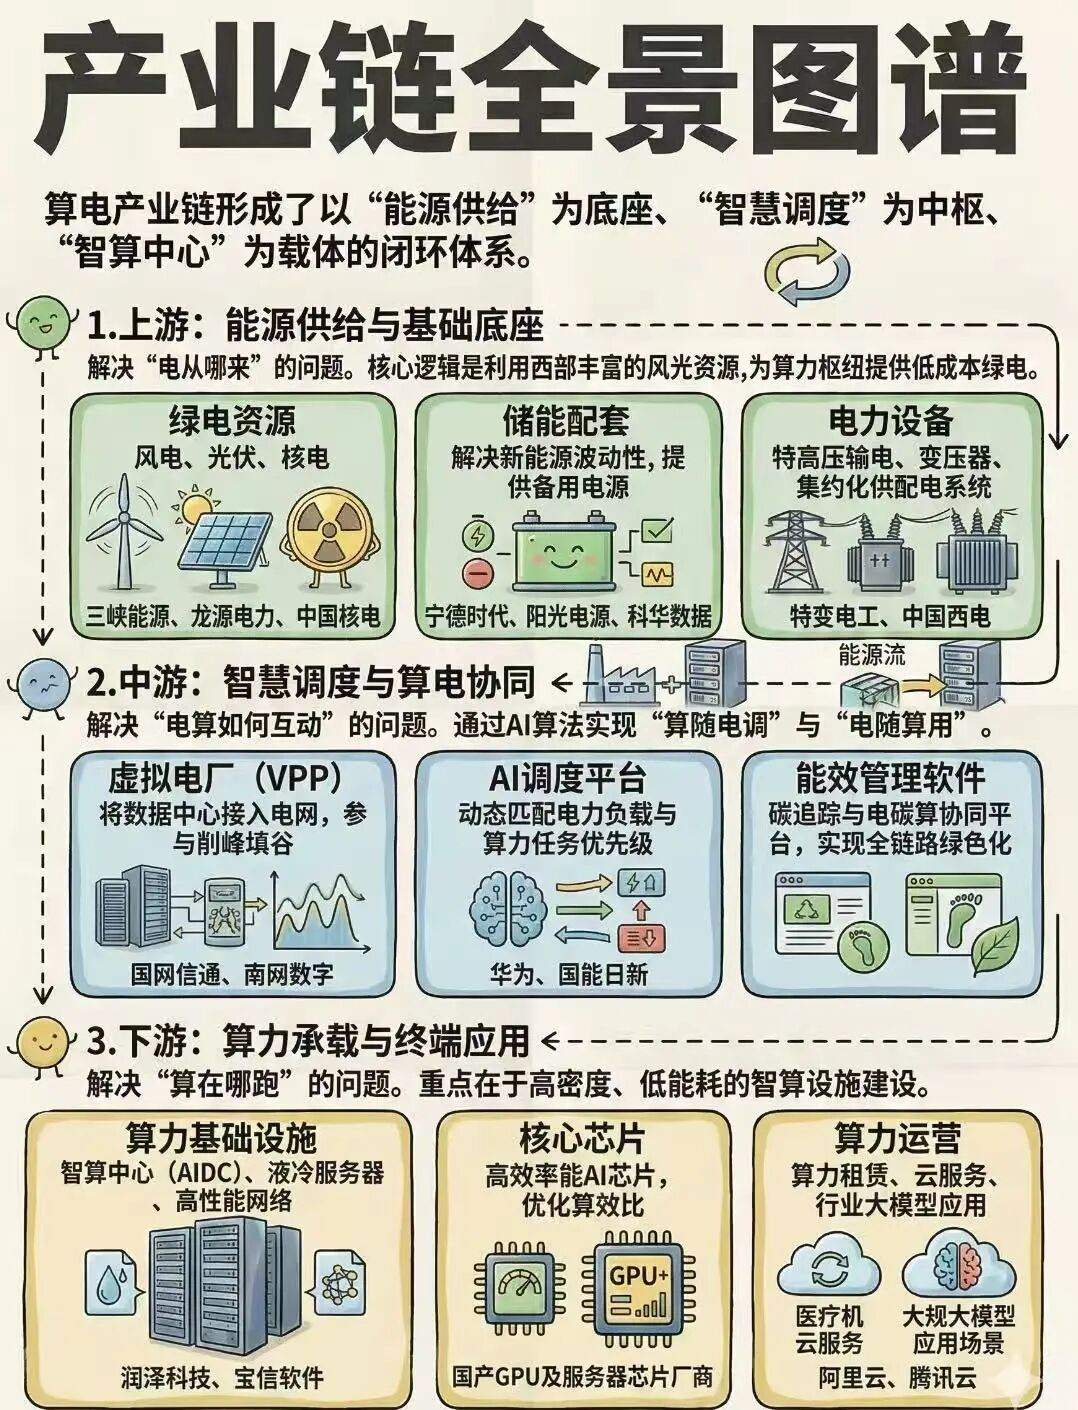 产业链全景图谱
算电产业链形成了以“能源供给”为底座、“智慧调度”为中枢、
“智算中心”为载体的闭环体系。
1.上游：能源供给与基础底座
解决“电从哪来”的问题。核心逻辑是利用西部丰富的风光资源,为算力枢纽提供低成本绿电。
绿电资源
风电、光伏、核电
三峡能源、龙源电力、中国核电
储能配套
解决新能源波动性, 提
供备用电源
宁德时代、阳光电源、科华数据
电力设备
特高压输电、变压器、
集约化供配电系统
特变电工、中国西电
2.中游：智慧调度与算电协同
能源流
解决“电算如何互动”的问题。通过AI算法实现“算随电调”与“电随算用”。
虚拟电厂（VPP）
将数据中心接入电网，参
与削峰填谷
国网信通、南网数字
AI调度平台
动态匹配电力负载与
算力任务优先级
华为、国能日新
能效管理软件
碳追踪与电碳算协同平
台，实现全链路绿色化
3.下游：算力承载与终端应用
解决“算在哪跑”的问题。重点在于高密度、低能耗的智算设施建设。
算力基础设施
智算中心（AIDC）、液冷服务器
、高性能网络
润泽科技、宝信软件
核心芯片
高效率能AI芯片，
优化算效比
GPU+
国产GPU及服务器芯片厂商
算力运营
算力租赁、云服务、
行业大模型应用
医疗机
云服务
大规大模型
应用场景
阿里云、腾讯云